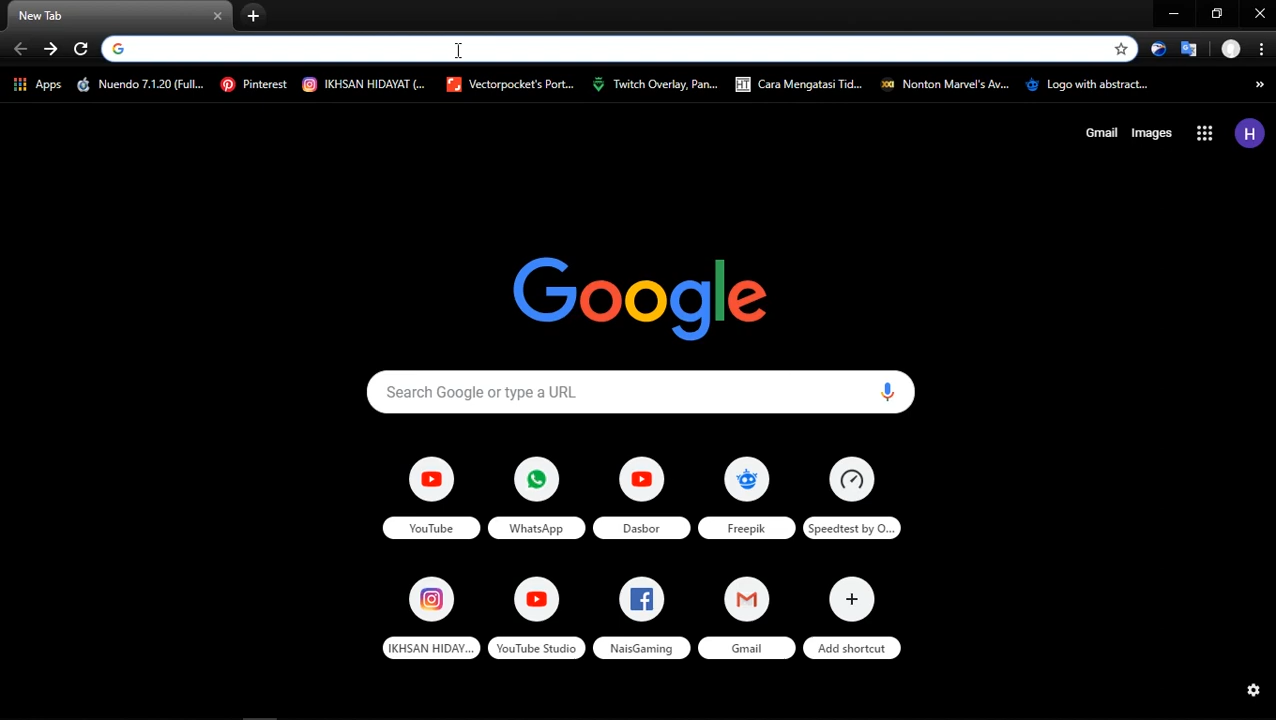 New Tab
Apps Nuendo 7.1.20 (Full... Pinterest IKHSAN HIDAYAT (... Vectorpocket's Port... Twitch Overlay, Pan... HT Cara Mengatasi Tid... XXI Nonton Marvel's Av... Logo with abstract... »
Gmail Images H
Google
Search Google or type a URL
YouTube WhatsApp Dasbor Freepik Speedtest by O...
IKHSAN HIDAY... YouTube Studio NaisGaming Gmail Add shortcut